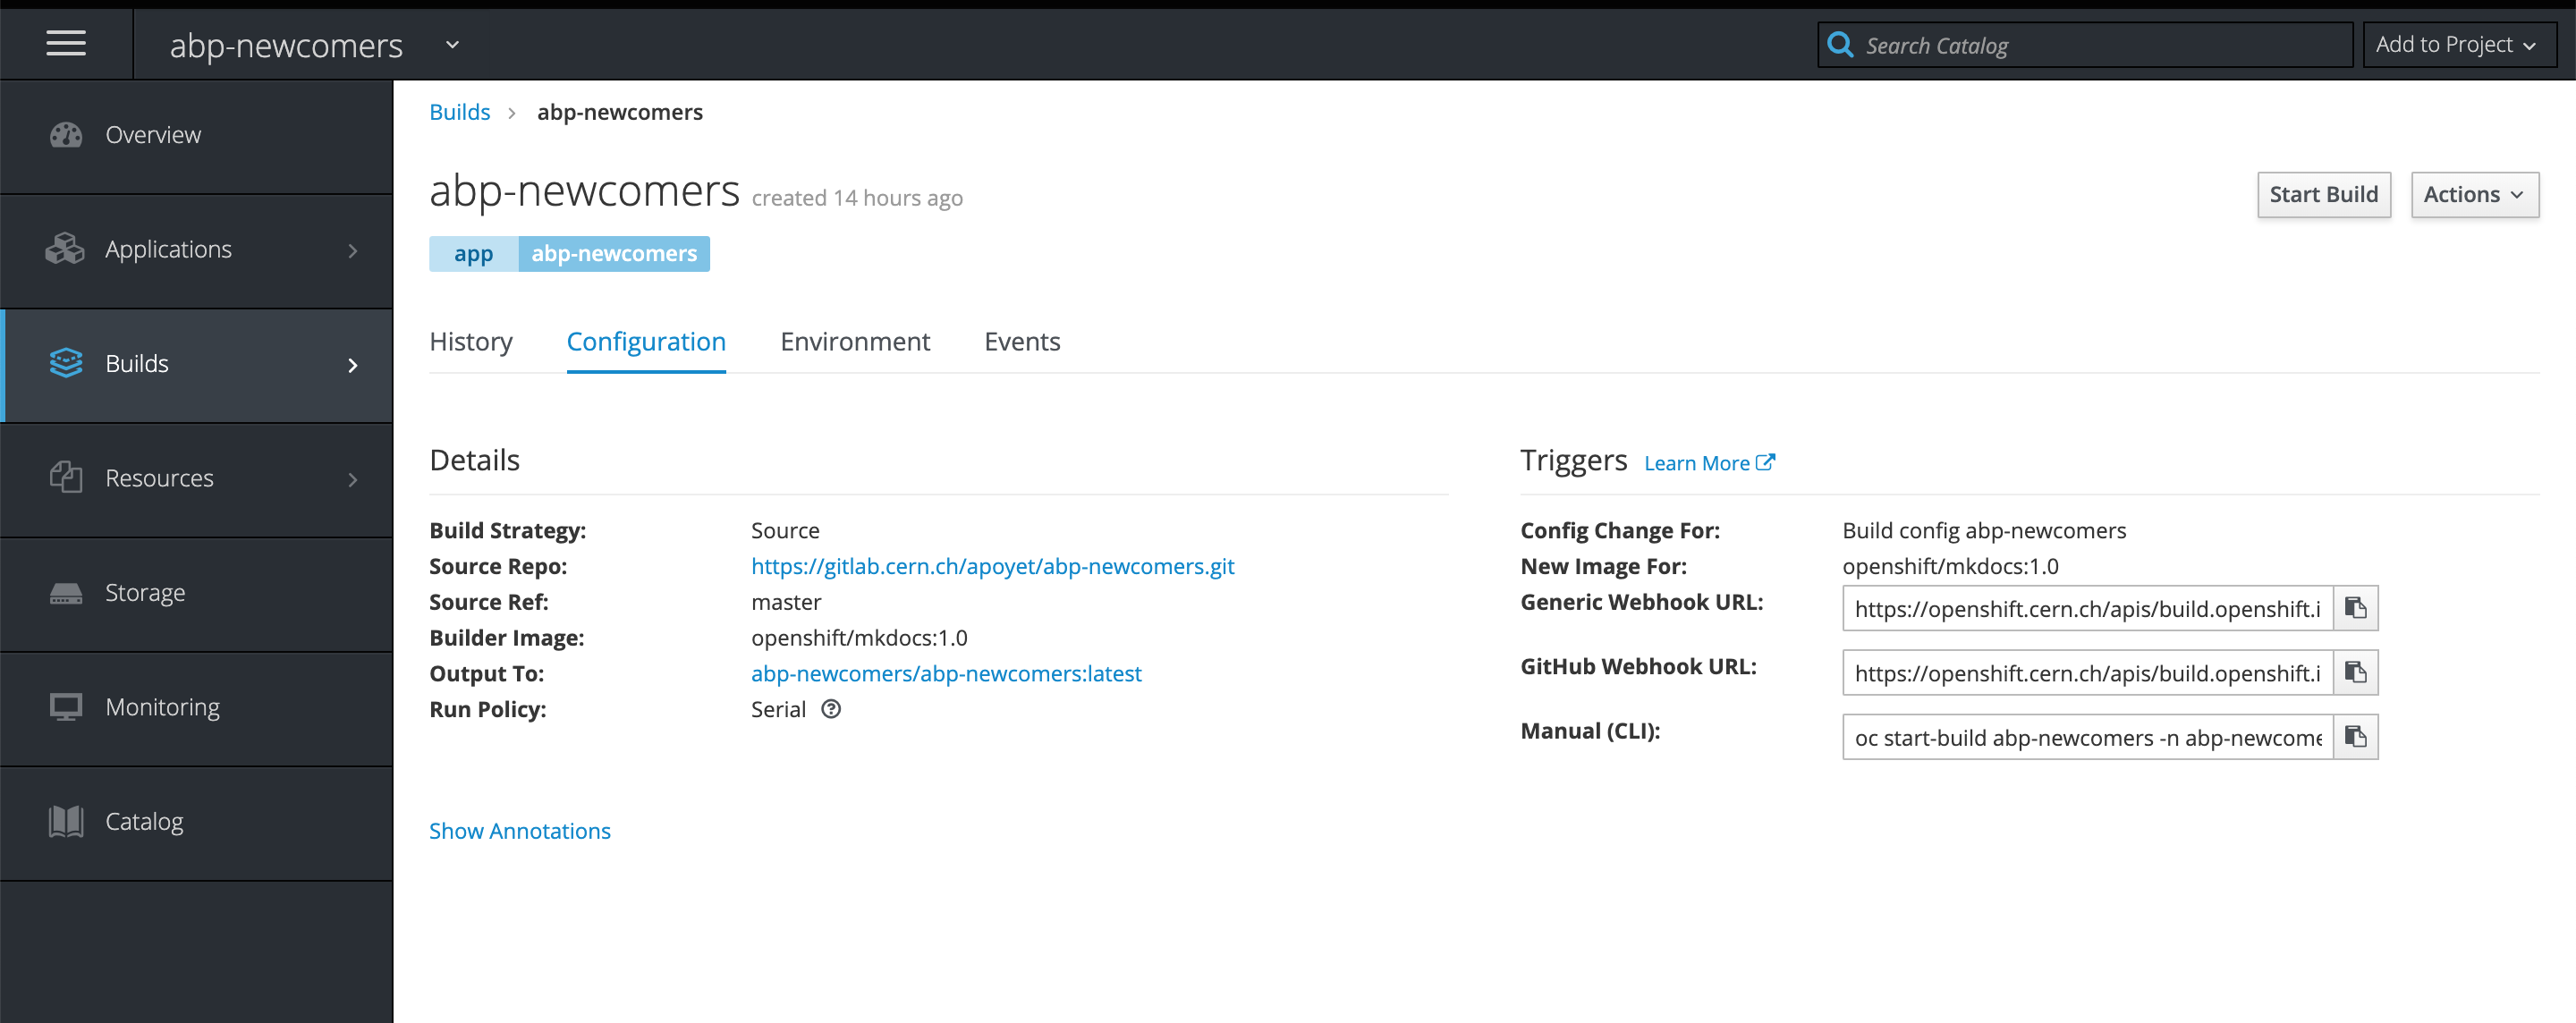 abp-newcomers
Search Catalog
Add to Project
Overview
Applications
Builds
Resources
Storage
Monitoring
Catalog
Builds > abp-newcomers
abp-newcomers created 14 hours ago
Start Build
Actions
app abp-newcomers
History Configuration Environment Events
Details
Build Strategy: Source
Source Repo: https://gitlab.cern.ch/apoyet/abp-newcomers.git
Source Ref: master
Builder Image: openshift/mkdocs:1.0
Output To: abp-newcomers/abp-newcomers:latest
Run Policy: Serial
Show Annotations
Triggers Learn More
Config Change For: Build config abp-newcomers
New Image For: openshift/mkdocs:1.0
Generic Webhook URL: https://openshift.cern.ch/apis/build.openshift.i
GitHub Webhook URL: https://openshift.cern.ch/apis/build.openshift.i
Manual (CLI): oc start-build abp-newcomers -n abp-newcome